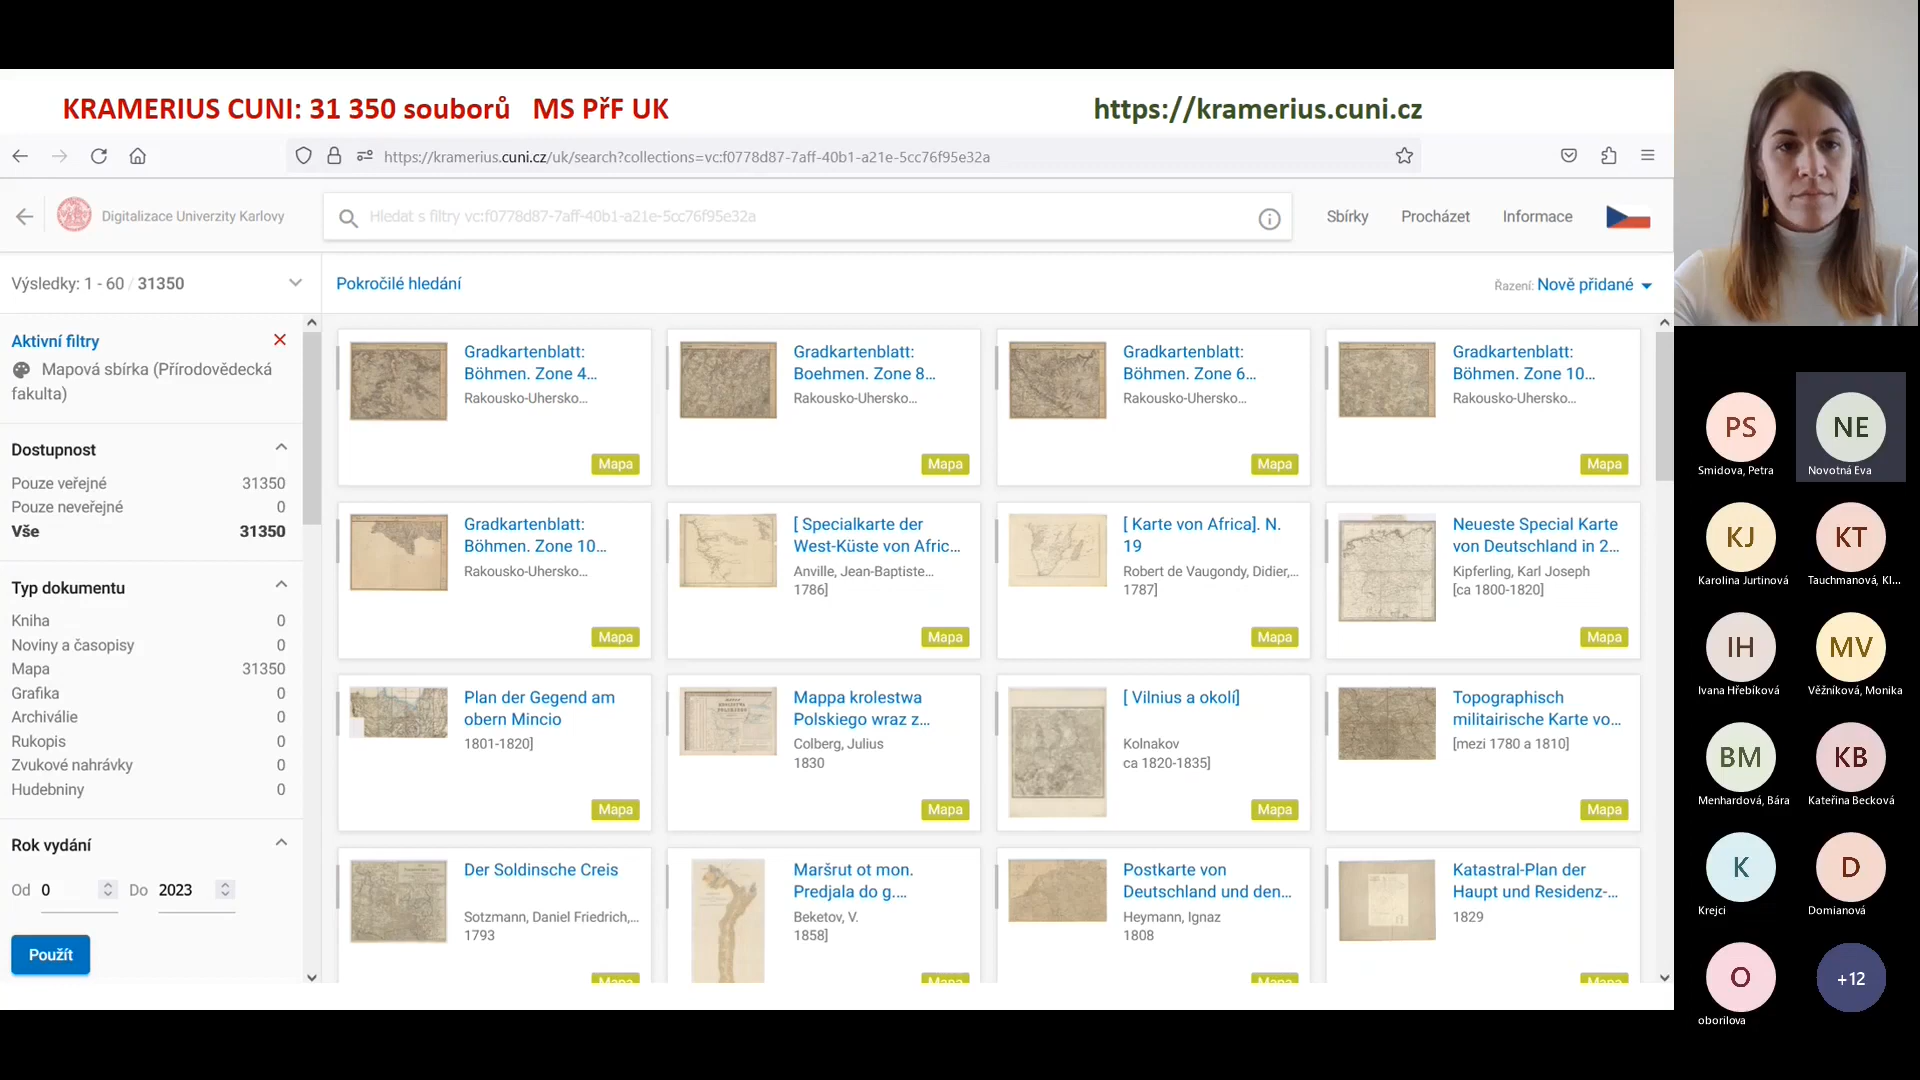 KRAMERIUS CUNI: 31 350 souborů MS PřF UK
https://kramerius.cuni.cz
https://kramerius.cuni.cz/uk/search?collections=vc:f0778d87-7aff-40b1-a21e-5cc76f95e32a
Digitalizace Univerzity Karlovy
Hledat s filtry vc:f0778d87-7aff-40b1-a21e-5cc76f95e32a
Sbírky
Procházet
Informace
Výsledky: 1 - 60 / 31350
Pokročilé hledání
Řazení: Nově přidané
Aktivní filtry
Mapová sbírka (Přírodovědecká
fakulta)
Dostupnost
Pouze veřejné 31350
Pouze neveřejné 0
Vše 31350
Typ dokumentu
Kniha 0
Noviny a časopisy 0
Mapa 31350
Grafika 0
Archiválie 0
Rukopis 0
Zvukové nahrávky 0
Hudebniny 0
Rok vydání
Od 0 Do 2023
Použít
Gradkartenblatt:
Böhmen. Zone 4...
Rakousko-Uhersko...
Mapa
Gradkartenblatt:
Boehmen. Zone 8...
Rakousko-Uhersko...
Mapa
Gradkartenblatt:
Böhmen. Zone 6...
Rakousko-Uhersko...
Mapa
Gradkartenblatt:
Böhmen. Zone 10...
Rakousko-Uhersko...
Mapa
Gradkartenblatt:
Böhmen. Zone 10...
Rakousko-Uhersko...
Mapa
[ Specialkarte der
West-Küste von Afric...
Anville, Jean-Baptiste...
1786]
Mapa
[ Karte von Africa]. N.
19
Robert de Vaugondy, Didier,...
1787]
Mapa
Neueste Special Karte
von Deutschland in 2...
Kipferling, Karl Joseph
[ca 1800-1820]
Mapa
Plan der Gegend am
obern Mincio
1801-1820]
Mapa
Mappa krolestwa
Polskiego wraz z...
Colberg, Julius
1830
Mapa
[ Vilnius a okolí]
Kolnakov
ca 1820-1835]
Mapa
Topographisch
militairische Karte vo...
[mezi 1780 a 1810]
Mapa
Der Soldinsche Creis
Sotzmann, Daniel Friedrich,...
1793
Mapa
Maršrut ot mon.
Predjala do g....
Beketov, V.
1858]
Mapa
Postkarte von
Deutschland und den...
Heymann, Ignaz
1808
Mapa
Katastral-Plan der
Haupt und Residenz-...
1829
Mapa
PS
Smidova, Petra
NE
Novotná Eva
KJ
Karolina Jurtinová
KT
Tauchmanová, Kl...
IH
Ivana Hřebíková
MV
Věžníková, Monika
BM
Menhardová, Bára
KB
Kateřina Becková
K
Krejci
D
Domianová
O
oborilova
+12